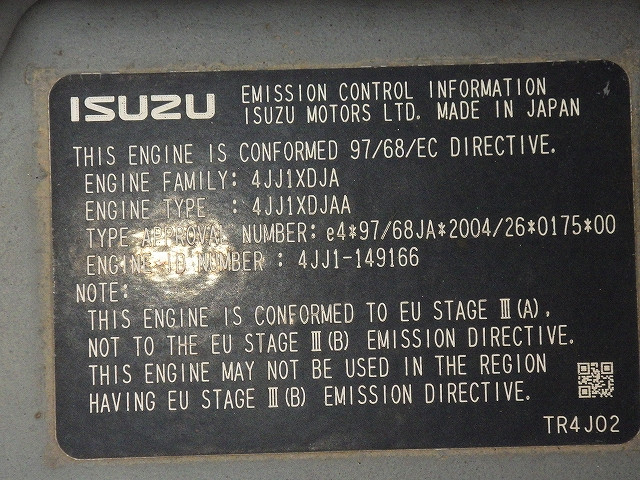 ISUZU EMISSION CONTROL INFORMATION
ISUZU MOTORS LTD. MADE IN JAPAN
THIS ENGINE IS CONFORMED 97/68/EC DIRECTIVE.
ENGINE FAMILY: 4JJ1XDJA
ENGINE TYPE : 4JJ1XDJAA
TYPE APPROVAL NUMBER: e4*97/68JA*2004/26*0175*00
ENGINE ID NUMBER : 4JJ1-149166
NOTE:
THIS ENGINE IS CONFORMED TO EU STAGE Ⅲ(A),
NOT TO THE EU STAGE Ⅲ(B) EMISSION DIRECTIVE.
THIS ENGINE MAY NOT BE USED IN THE REGION
HAVING EU STAGE Ⅲ(B) EMISSION DIRECTIVE.
TR4J02